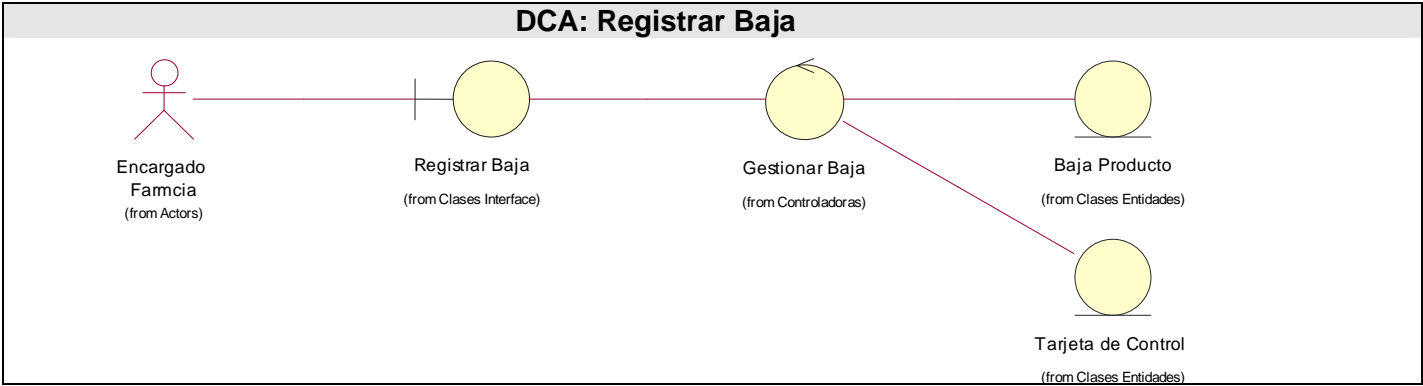 DCA: Registrar Baja
Encargado
Farmcia
(from Actors)
Registrar Baja
(from Clases Interface)
Gestionar Baja
(from Controladoras)
Baja Producto
(from Clases Entidades)
Tarjeta de Control
(from Clases Entidades)